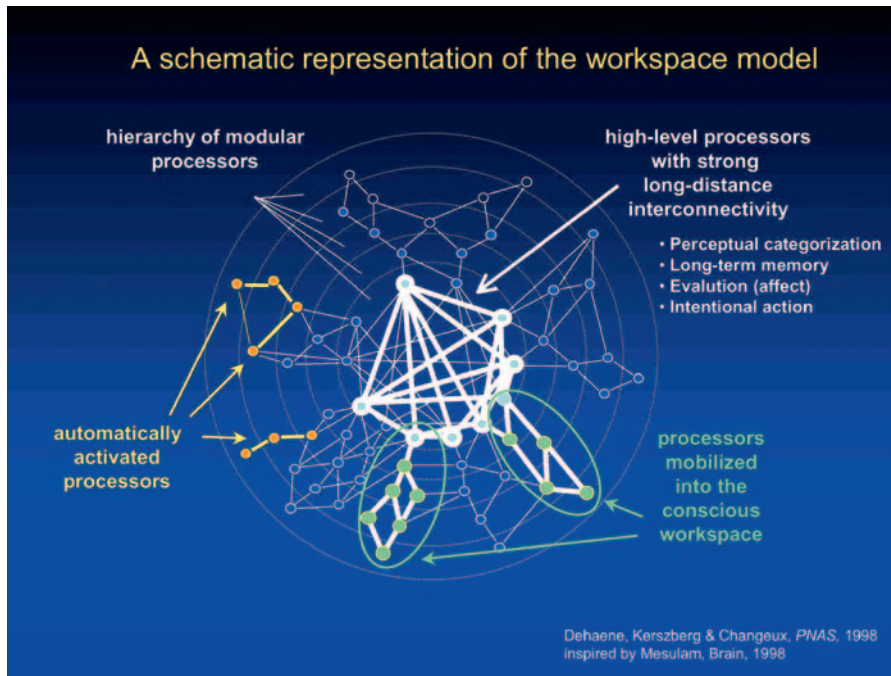 A schematic representation of the workspace model
hierarchy of modular
processors
high-level processors
with strong
long-distance
interconnectivity
• Perceptual categorization
• Long-term memory
• Evalution (affect)
• Intentional action
automatically
activated
processors
processors
mobilized
into the
conscious
workspace
Dehaene, Kerszberg & Changeux, PNAS, 1998
inspired by Mesulam, Brain, 1998